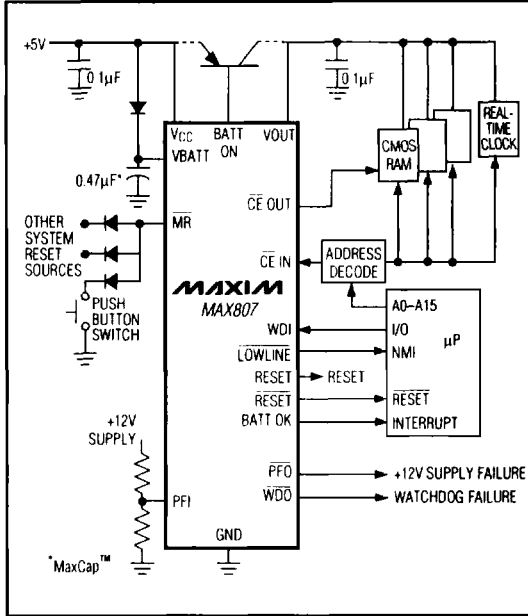 +5V
0.1µF
0.1µF
VCC
BATT ON
VOUT
VBATT
0.47µF*
CMOS RAM
REAL-TIME CLOCK
CE OUT
OTHER SYSTEM RESET SOURCES
MR
CE IN
ADDRESS DECODE
MAXIM
MAX807
PUSH BUTTON SWITCH
A0–A15
WDI
I/O
µP
LOWLINE
NMI
RESET
RESET
RESET
RESET
BATT OK
INTERRUPT
+12V SUPPLY
PFI
PFO
+12V SUPPLY FAILURE
WDO
WATCHDOG FAILURE
GND
*MaxCap™